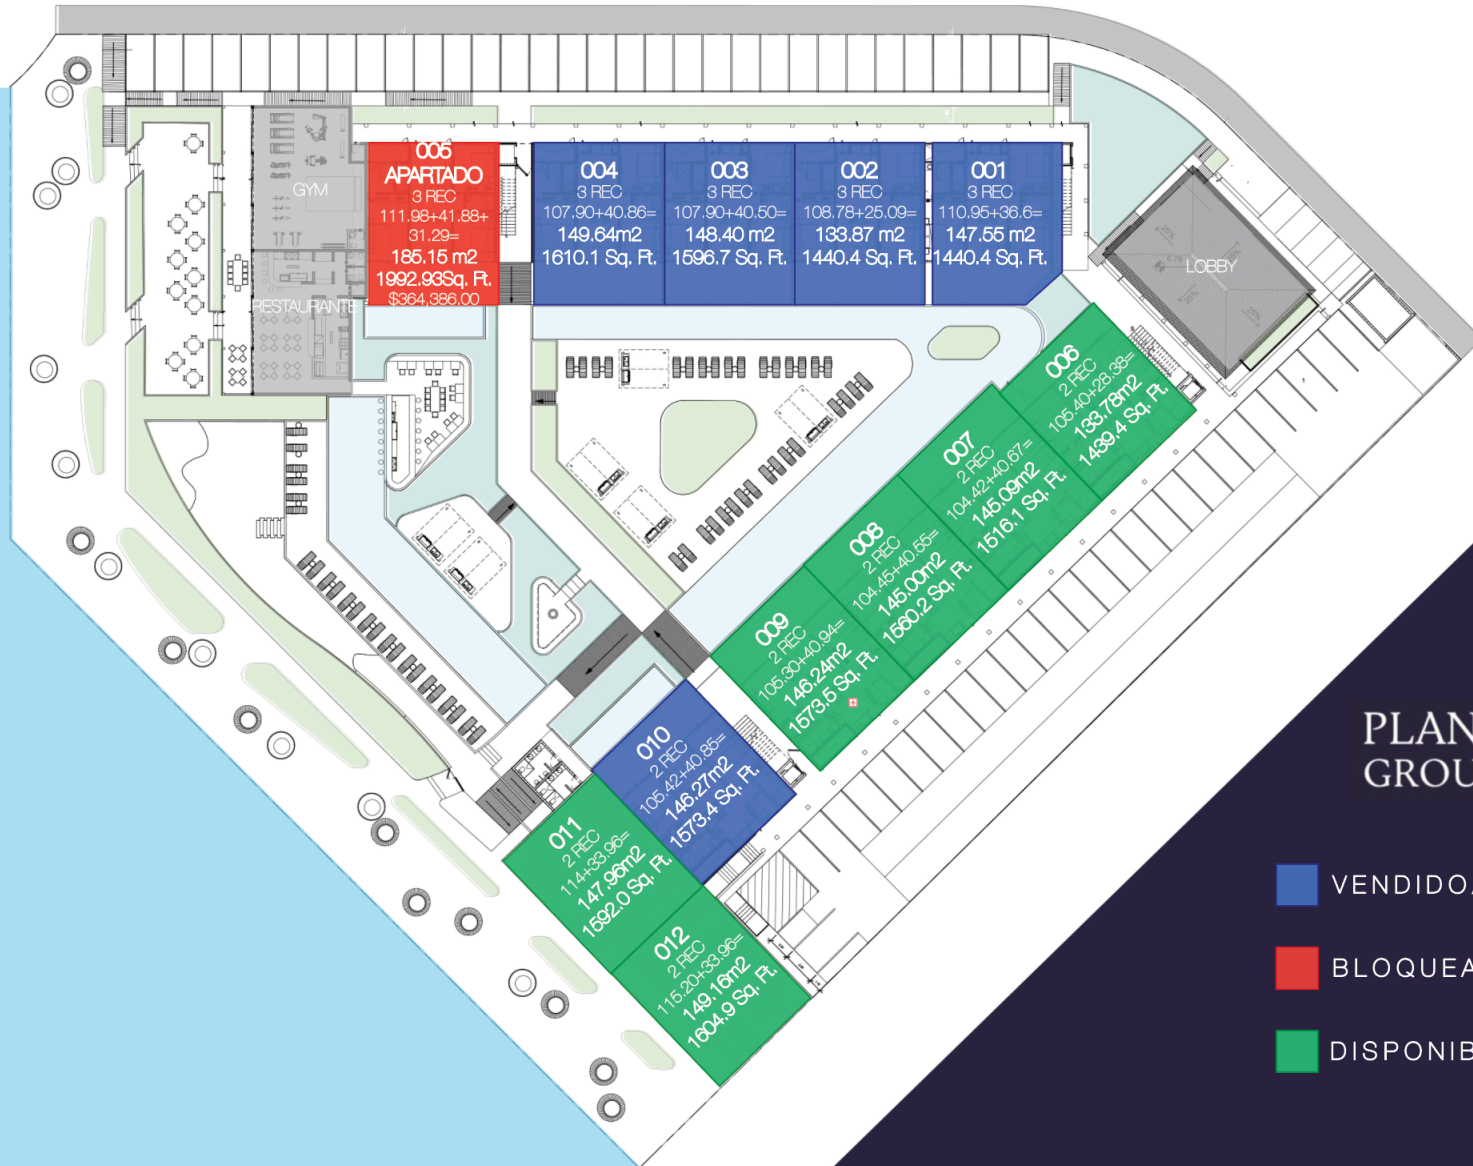 005
APARTADO
3 REC
111.98+41.88+
31.29=
185.15 m2
1992.93Sq. Ft.
$364,386.00
004
3 REC
107.90+40.86=
149.64m2
1610.1 Sq. Ft.
003
3 REC
107.90+40.50=
148.40 m2
1596.7 Sq. Ft.
002
3 REC
108.78+25.09=
133.87 m2
1440.4 Sq. Ft.
001
3 REC
110.95+36.6=
147.55 m2
1440.4 Sq. Ft.
GYM
RESTAURANTE
LOBBY
006
2 REC
105.40+28.38=
133.78m2
1439.4 Sq. Ft.
007
2 REC
104.42+40.67=
145.09m2
1516.1 Sq. Ft.
008
2 REC
104.45+40.55=
145.00m2
1560.2 Sq. Ft.
009
2 REC
105.30+40.94=
146.24m2
1573.5 Sq. Ft.
010
2 REC
105.42+40.85=
146.27m2
1573.4 Sq. Ft.
011
2 REC
114+33.96=
147.96m2
1592.0 Sq. Ft.
012
2 REC
115.20+33.96=
149.16m2
1604.9 Sq. Ft.
PLAN
GROU
VENDIDO
BLOQUEA
DISPONIB